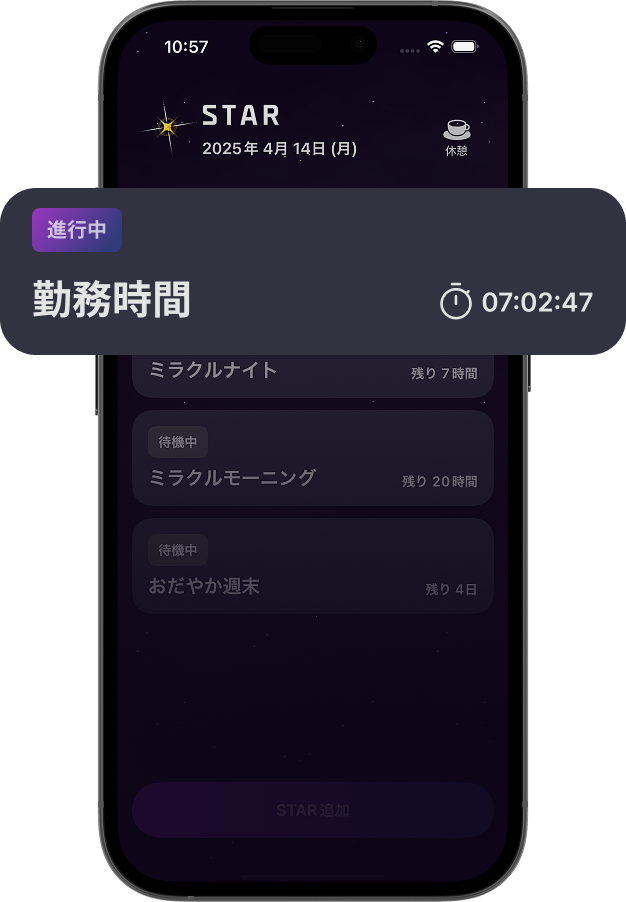 10:57
STAR
2025年 4月 14日 (月)
休憩
進行中
勤務時間
07:02:47
ミラクルナイト
残り 7時間
待機中
ミラクルモーニング
残り 20時間
待機中
おだやか週末
残り 4日
STAR追加